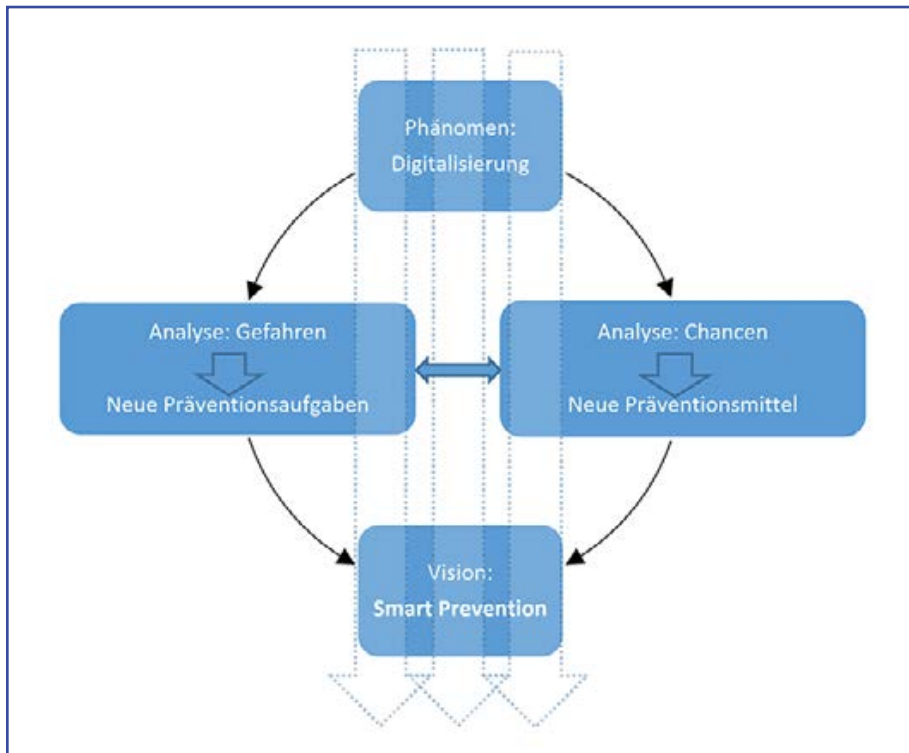 Phänomen:
Digitalisierung
Analyse: Gefahren
Neue Präventionsaufgaben
Analyse: Chancen
Neue Präventionsmittel
Vision:
Smart Prevention